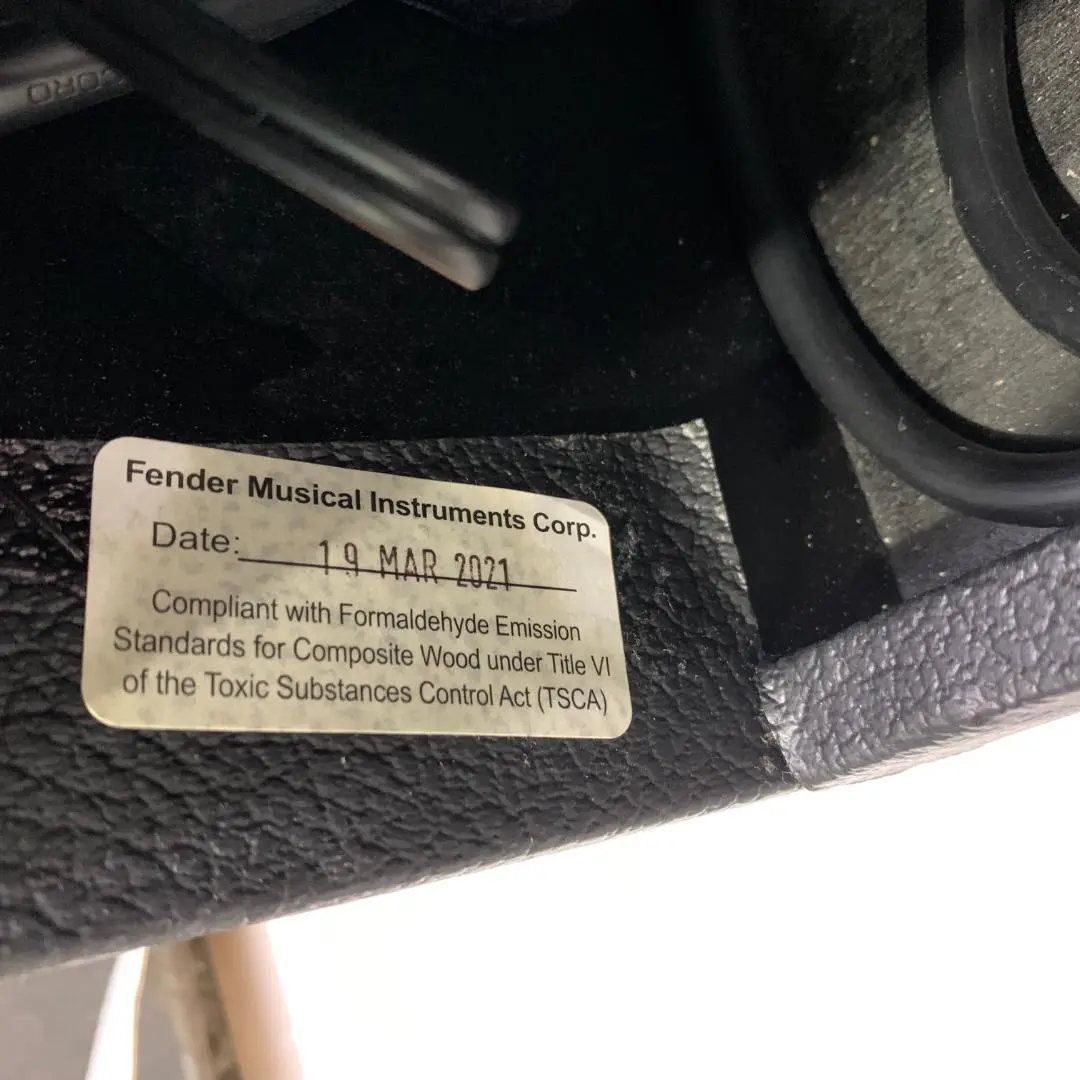 Fender Musical Instruments Corp.
Date: 19 MAR 2021
Compliant with Formaldehyde Emission
Standards for Composite Wood under Title VI
of the Toxic Substances Control Act (TSCA)